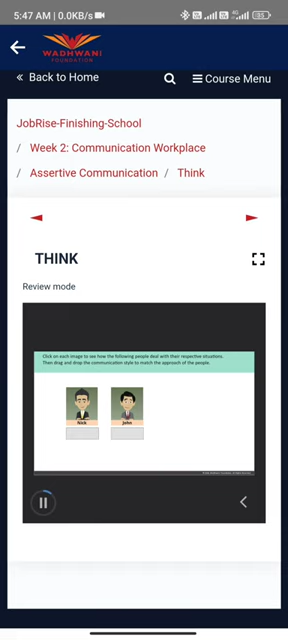 5:47 AM | 0.0KB/s
4G
85
WADHWANI
FOUNDATION
« Back to Home
Course Menu
JobRise-Finishing-School
/ Week 2: Communication Workplace
/ Assertive Communication / Think
THINK
Review mode
Click on each image to see how the following people deal with their respective situations.
Then drag and drop the communication style to match the approach of the people.
Nick
John